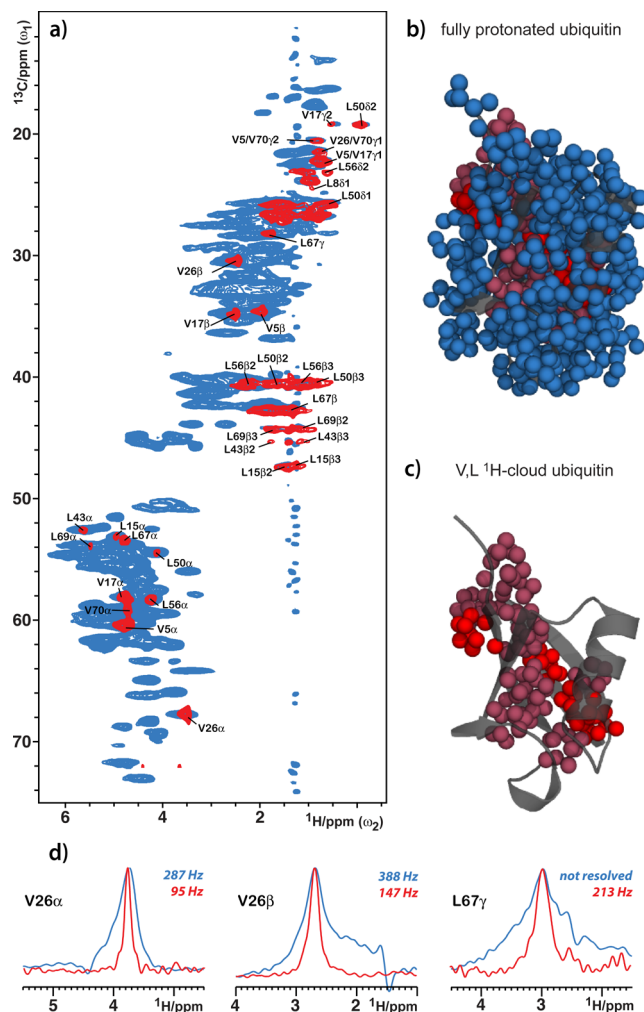 a)
13C/ppm (ω1)
20
30
40
50
60
70
6
4
2
1H/ppm (ω2)
L50δ2
V17γ2
V5/V70γ2
V26/V70γ1
V5/V17γ1
L56δ2
L8δ1
L50δ1
L67γ
V26β
V17β
V5β
L50β2
L56β2
L56β3
L50β3
L67β
L69β2
L69β3
L43β3
L43β2
L15β3
L15β2
L43α
L15α
L67α
L69α
L50α
V17α
V70α
L56α
V5α
V26α
b) fully protonated ubiquitin
c) V,L 1H-cloud ubiquitin
d)
V26α
287 Hz
95 Hz
5
4
1H/ppm
V26β
388 Hz
147 Hz
4
3
2
1H/ppm
L67γ
not resolved
213 Hz
4
3
1H/ppm